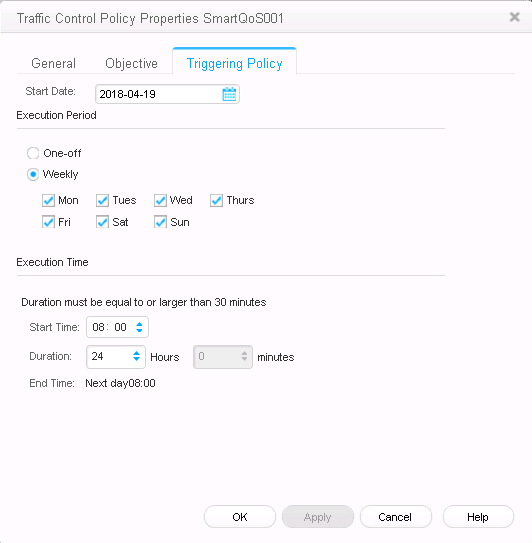 Traffic Control Policy Properties SmartQoS001
General Objective Triggering Policy
Start Date: 2018-04-19
Execution Period
One-off
Weekly
Mon Tues Wed Thurs
Fri Sat Sun
Execution Time
Duration must be equal to or larger than 30 minutes
Start Time: 08: 00
Duration: 24 Hours 0 minutes
End Time: Next day08:00
OK Apply Cancel Help